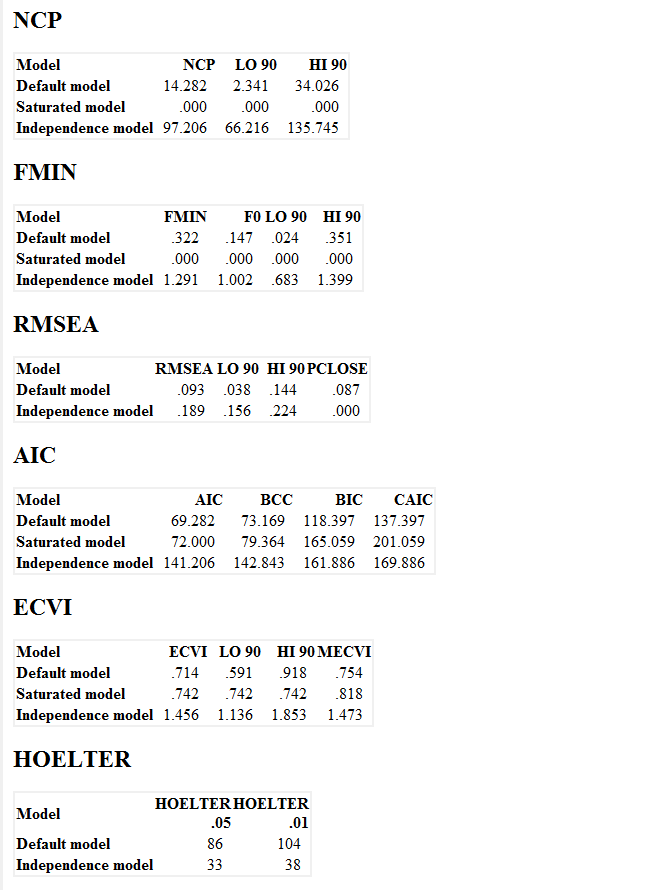 NCP
Model NCP LO 90 HI 90
Default model 14.282 2.341 34.026
Saturated model .000 .000 .000
Independence model 97.206 66.216 135.745
FMIN
Model FMIN F0 LO 90 HI 90
Default model .322 .147 .024 .351
Saturated model .000 .000 .000 .000
Independence model 1.291 1.002 .683 1.399
RMSEA
Model RMSEA LO 90 HI 90 PCLOSE
Default model .093 .038 .144 .087
Independence model .189 .156 .224 .000
AIC
Model AIC BCC BIC CAIC
Default model 69.282 73.169 118.397 137.397
Saturated model 72.000 79.364 165.059 201.059
Independence model 141.206 142.843 161.886 169.886
ECVI
Model ECVI LO 90 HI 90 MECVI
Default model .714 .591 .918 .754
Saturated model .742 .742 .742 .818
Independence model 1.456 1.136 1.853 1.473
HOELTER
Model HOELTER HOELTER
.05 .01
Default model 86 104
Independence model 33 38